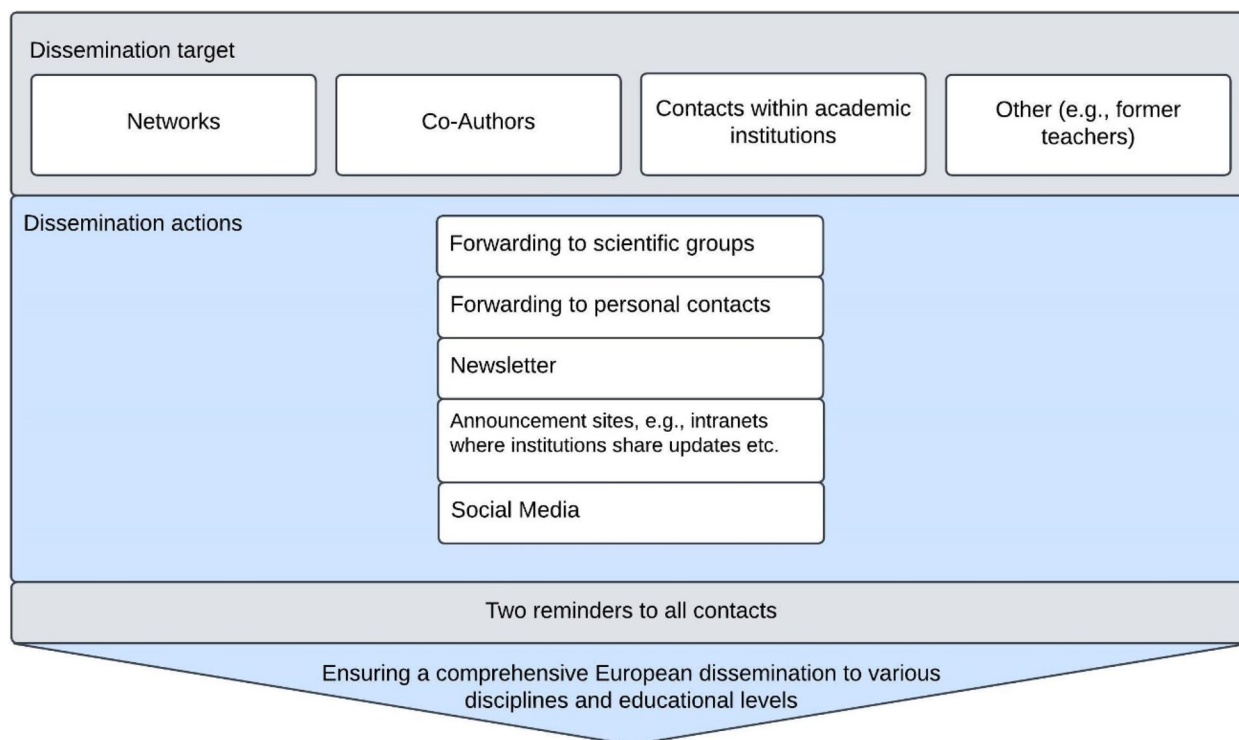 Dissemination target
Networks
Co-Authors
Contacts within academic
institutions
Other (e.g., former
teachers)
Dissemination actions
Forwarding to scientific groups
Forwarding to personal contacts
Newsletter
Announcement sites, e.g., intranets
where institutions share updates etc.
Social Media
Two reminders to all contacts
Ensuring a comprehensive European dissemination to various
disciplines and educational levels